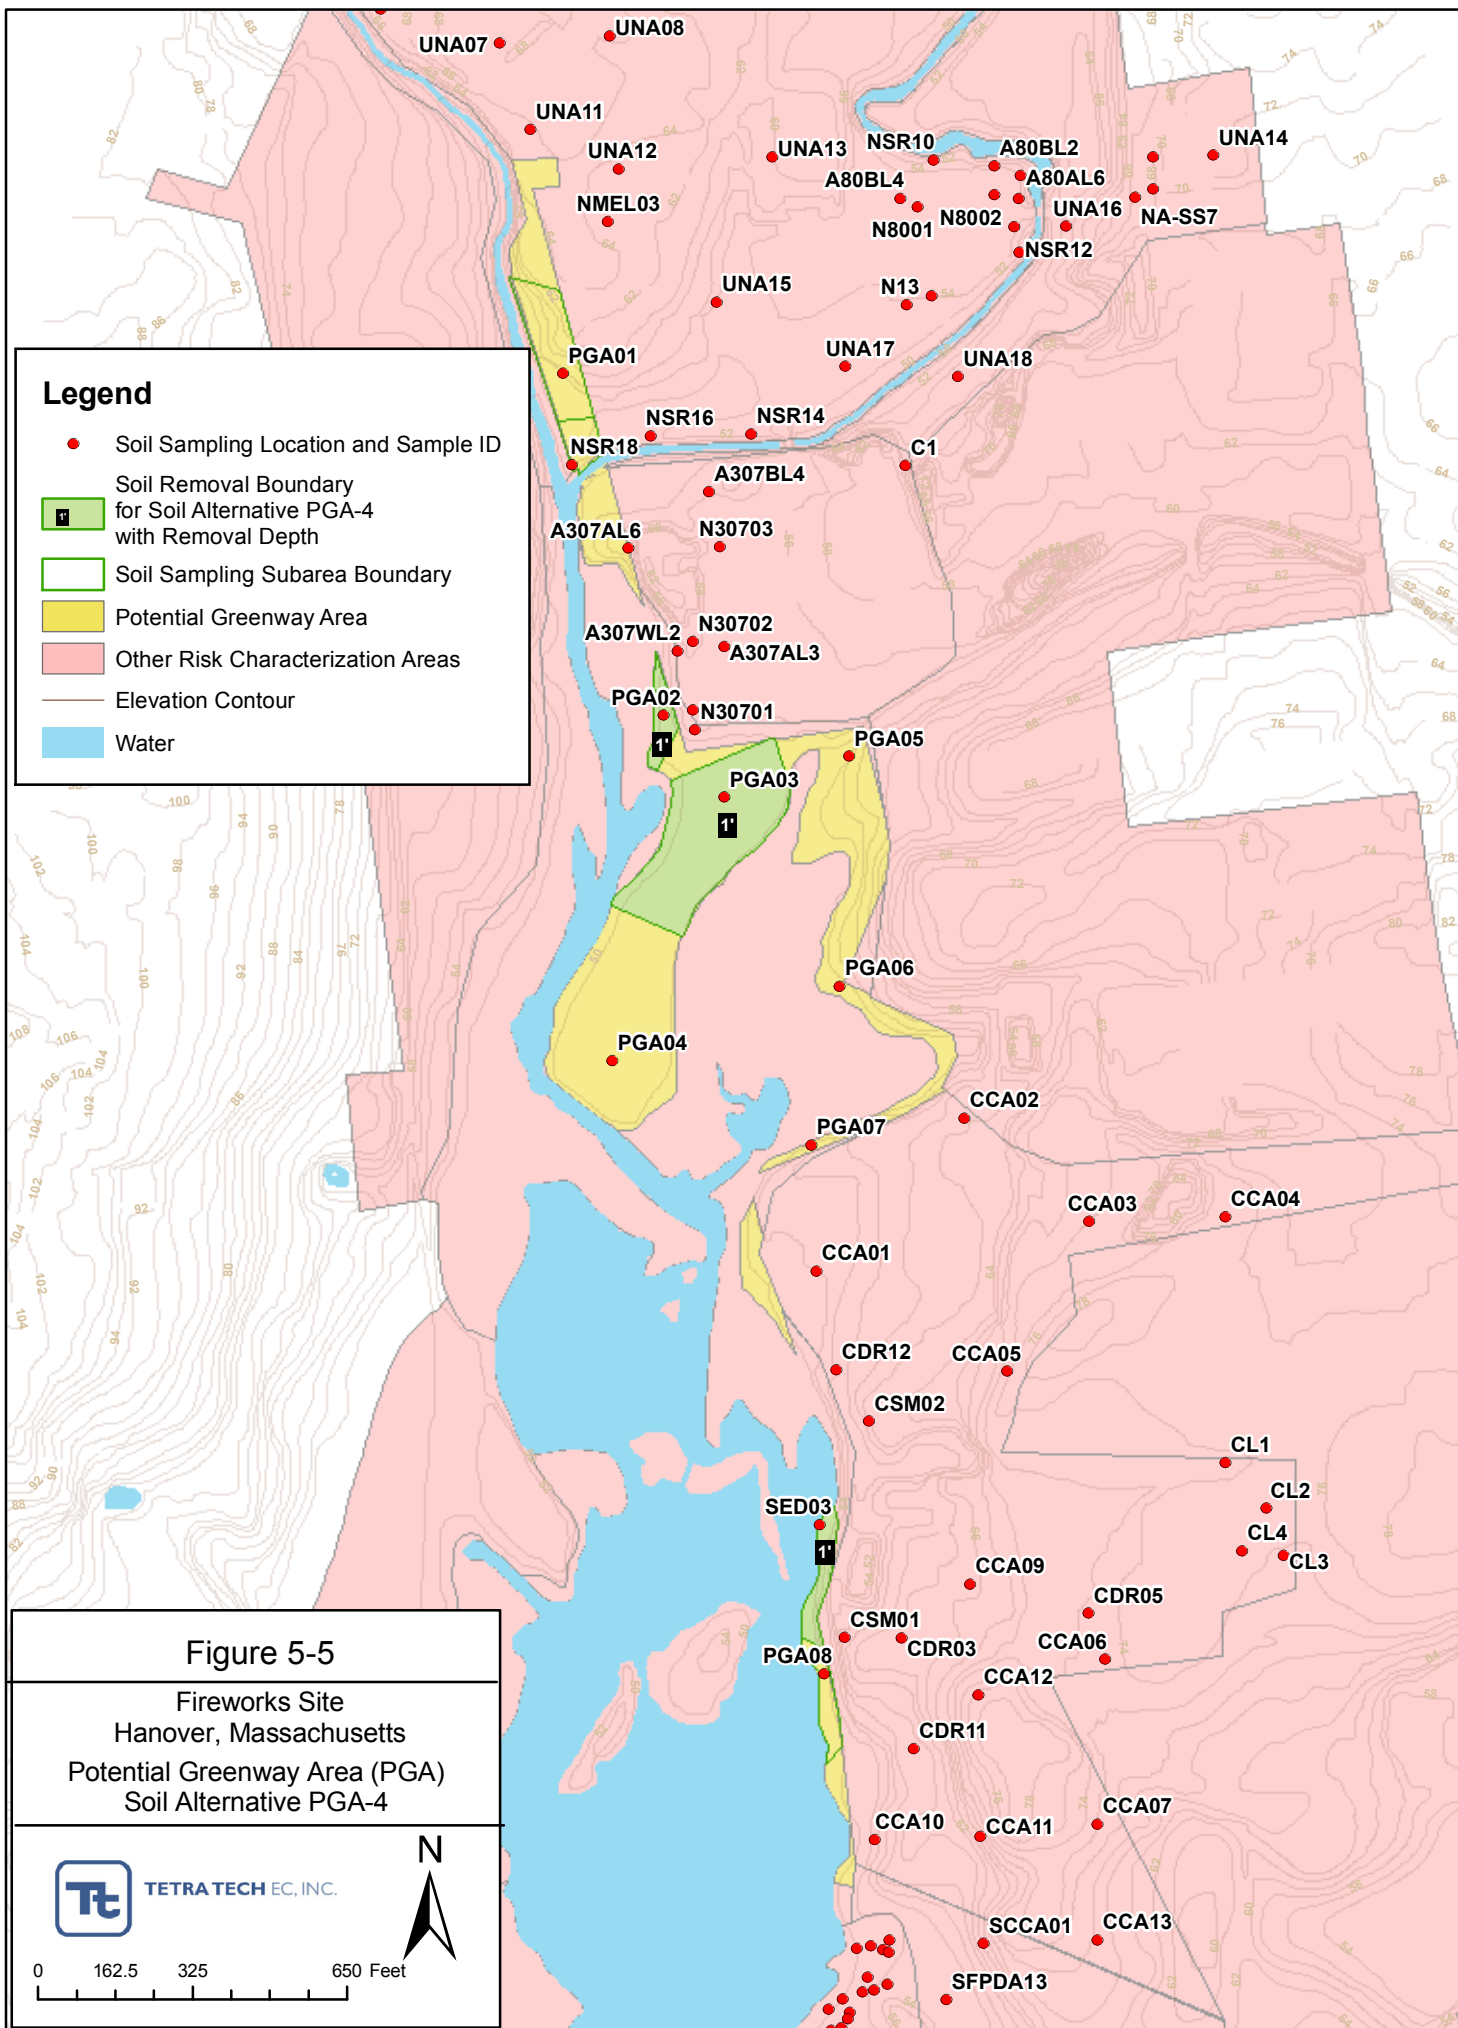 UNA07
UNA08
UNA11
UNA12
UNA13
NSR10
A80BL2
UNA14
A80BL4
A80AL6
NMEL03
N8001
N8002
UNA16
NA-SS7
NSR12
UNA15
N13
PGA01
UNA17
UNA18
NSR16
NSR14
NSR18
C1
A307BL4
A307AL6
N30703
A307WL2
N30702
A307AL3
PGA02
N30701
1'
PGA05
PGA03
1'
PGA06
PGA04
CCA02
PGA07
CCA03
CCA04
CCA01
CDR12
CCA05
CSM02
CL1
CL2
SED03
1'
CL4
CL3
CCA09
CDR05
CSM01
CDR03
CCA06
PGA08
CCA12
CDR11
CCA07
CCA10
CCA11
SCCA01
CCA13
SFPDA13
Legend
Soil Sampling Location and Sample ID
1'
Soil Removal Boundary
for Soil Alternative PGA-4
with Removal Depth
Soil Sampling Subarea Boundary
Potential Greenway Area
Other Risk Characterization Areas
Elevation Contour
Water
Figure 5-5
Fireworks Site
Hanover, Massachusetts
Potential Greenway Area (PGA)
Soil Alternative PGA-4
Tt
TETRA TECH EC, INC.
N
0 162.5 325 650 Feet